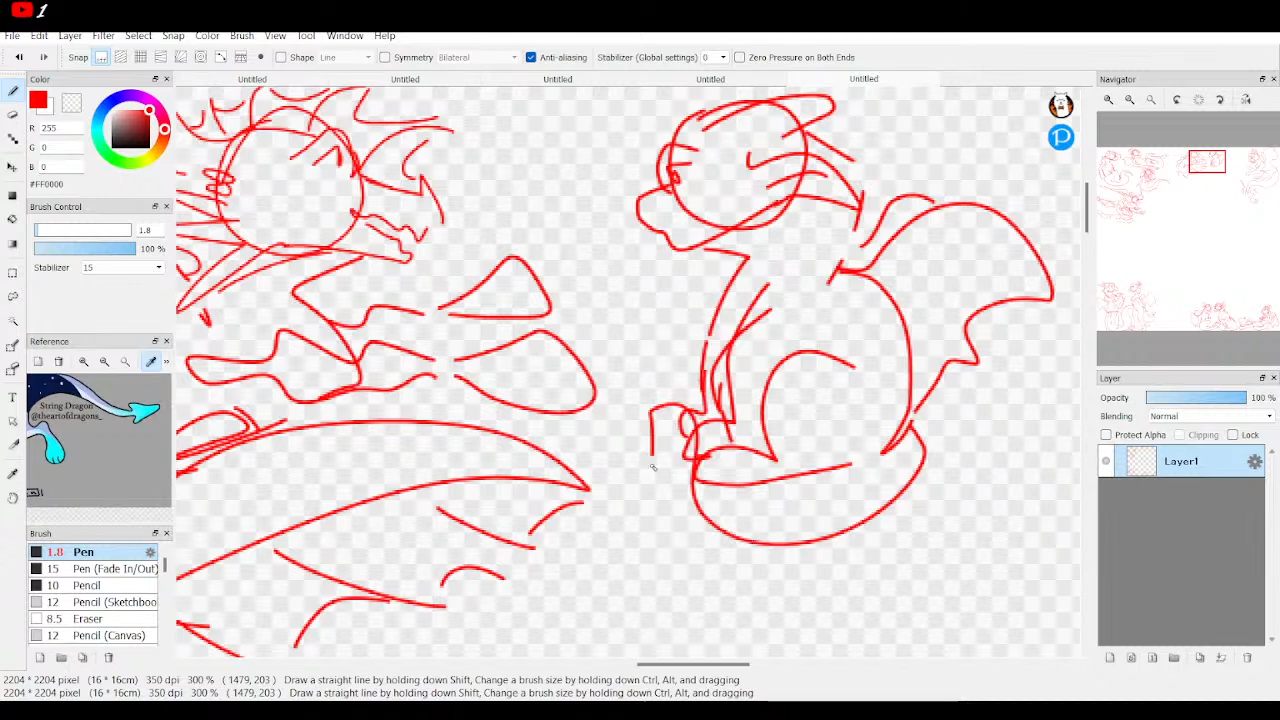 1
File Edit Layer Filter Select Snap Color Brush View Tool Window Help
Snap Shape Line Symmetry Bilateral Anti-aliasing Stabilizer (Global settings) 0 Zero Pressure on Both Ends
Color
Untitled Untitled Untitled Untitled Untitled
Navigator
R 255
G 0
B 0
#FF0000
Brush Control
1.8
100 %
Stabilizer 15
Reference
String Dragon
@theartofdragons_
Brush
1.8 Pen
15 Pen (Fade In/Out)
10 Pencil
12 Pencil (Sketchboo
8.5 Eraser
12 Pencil (Canvas)
Layer
Opacity 100 %
Blending Normal
Protect Alpha Clipping Lock
Layer1
2204 * 2204 pixel (16 * 16cm) 350 dpi 300 % ( 1479, 203 ) Draw a straight line by holding down Shift, Change a brush size by holding down Ctrl, Alt, and dragging
2204 * 2204 pixel (16 * 16cm) 350 dpi 300 % ( 1479, 203 ) Draw a straight line by holding down Shift, Change a brush size by holding down Ctrl, Alt, and dragging